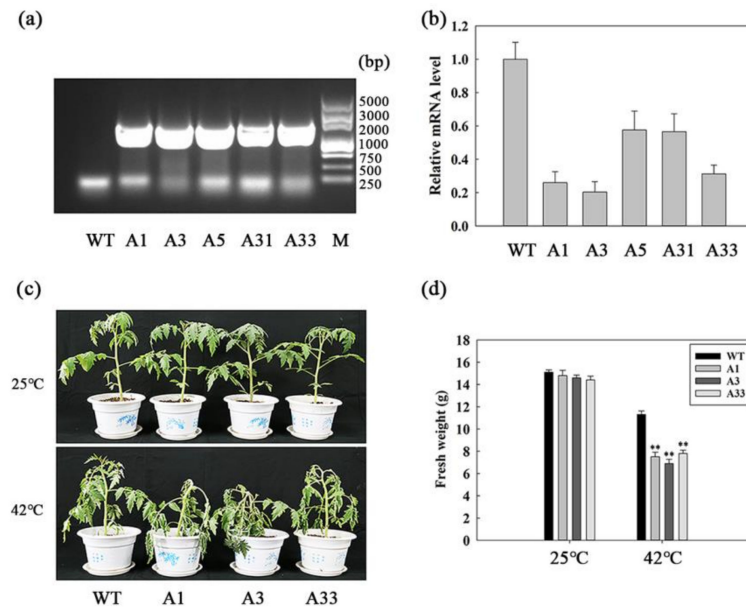 (a)
(bp)
5000
3000
2000
1000
750
500
250
WT A1 A3 A5 A31 A33 M
(b)
Relative mRNA level
1.2
1.0
0.8
0.6
0.4
0.2
0.0
WT A1 A3 A5 A31 A33
(c)
25℃
42℃
WT A1 A3 A33
(d)
Fresh weight (g)
18
16
14
12
10
8
6
4
2
0
WT
A1
A3
A33
** ** **
25℃ 42℃